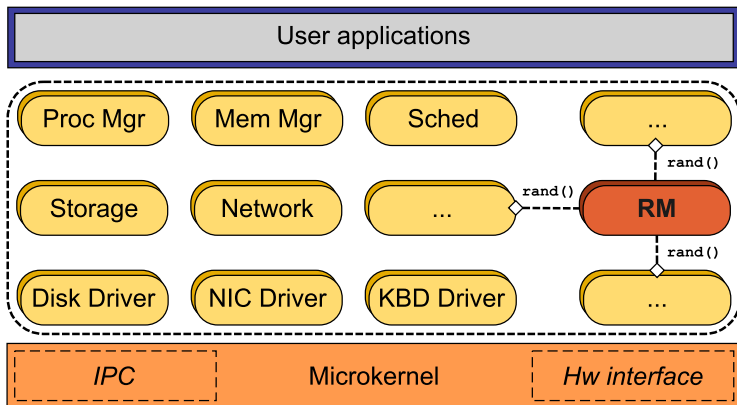 User applications
Proc Mgr
Mem Mgr
Sched
...
rand()
Storage
Network
...
rand()
RM
rand()
Disk Driver
NIC Driver
KBD Driver
...
IPC
Microkernel
Hw interface